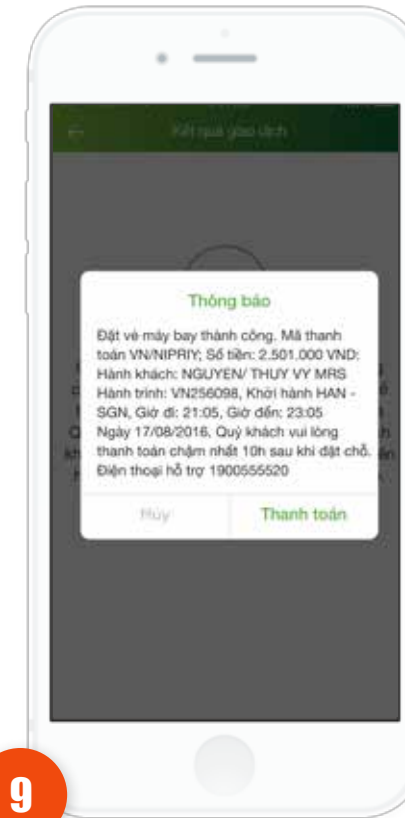 Kết quả giao dịch
Thông báo
Đặt vé máy bay thành công. Mã thanh
toán VN/NIPRIY; Số tiền: 2.501.000 VND:
Hành khách: NGUYEN/ THUY VY MRS
Hành trình: VN256098, Khởi hành HAN -
SGN, Giờ đi: 21:05, Giờ đến: 23:05
Ngày 17/08/2016, Quý khách vui lòng
thanh toán chậm nhất 10h sau khi đặt chỗ.
Điện thoại hỗ trợ 1900555520
Hủy
Thanh toán
9